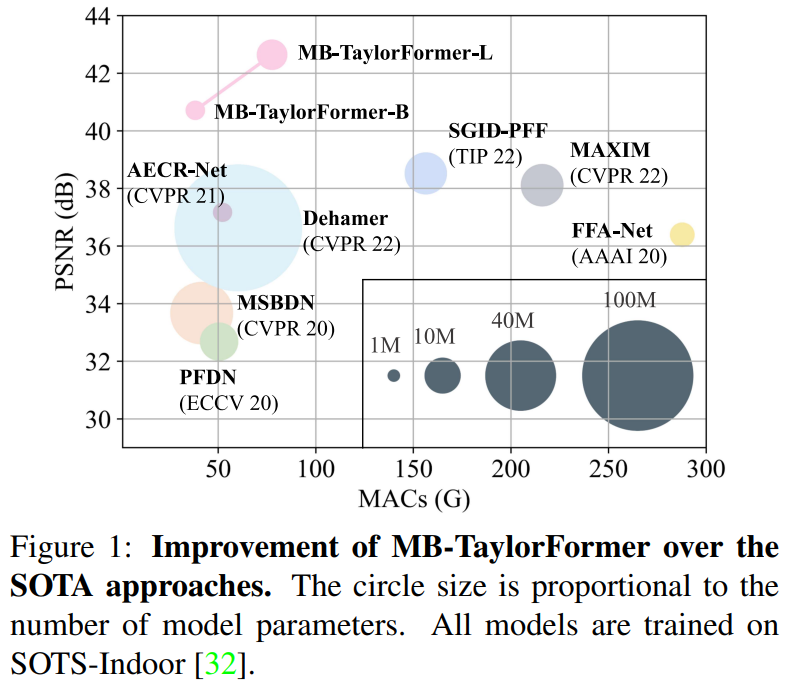 44
42
40
38
36
34
32
30
PSNR (dB)
MB-TaylorFormer-L
MB-TaylorFormer-B
SGID-PFF
(TIP 22)
MAXIM
(CVPR 22)
AECR-Net
(CVPR 21)
Dehamer
(CVPR 22)
FFA-Net
(AAAI 20)
MSBDN
(CVPR 20)
PFDN
(ECCV 20)
1M
10M
40M
100M
50
100
150
200
250
300
MACs (G)
Figure 1: Improvement of MB-TaylorFormer over the
SOTA approaches. The circle size is proportional to the
number of model parameters. All models are trained on
SOTS-Indoor [32].